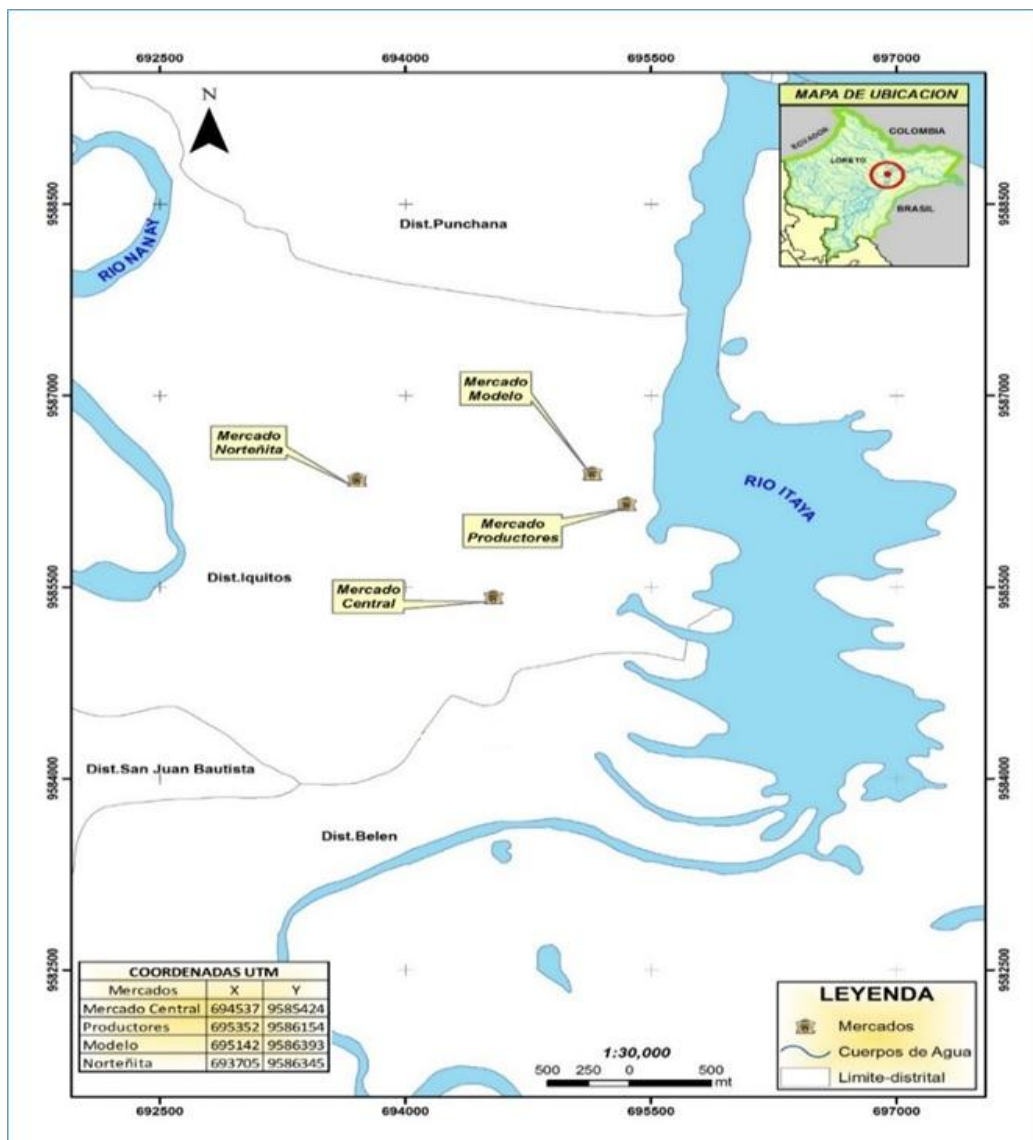 692500 694000 695500 697000
N
MAPA DE UBICACION
ECUADOR
COLOMBIA
LORETO
BRASIL
9588500 9588500
Dist.Punchana
RIO NANAY
9587000 9587000
Mercado
Modelo
Mercado
Norteñita
RIO ITAYA
Mercado
Productores
Dist.Iquitos
9585500 9585500
Mercado
Central
9584000 9584000
Dist.San Juan Bautista
Dist.Belen
9582500 9582500
COORDENADAS UTM
Mercados X Y
Mercado Central 694537 9585424
Productores 695352 9586154
Modelo 695142 9586393
Norteñita 693705 9586345
1:30,000
500 250 0 500
mt
LEYENDA
Mercados
Cuerpos de Agua
Limite-distrital
692500 694000 695500 697000